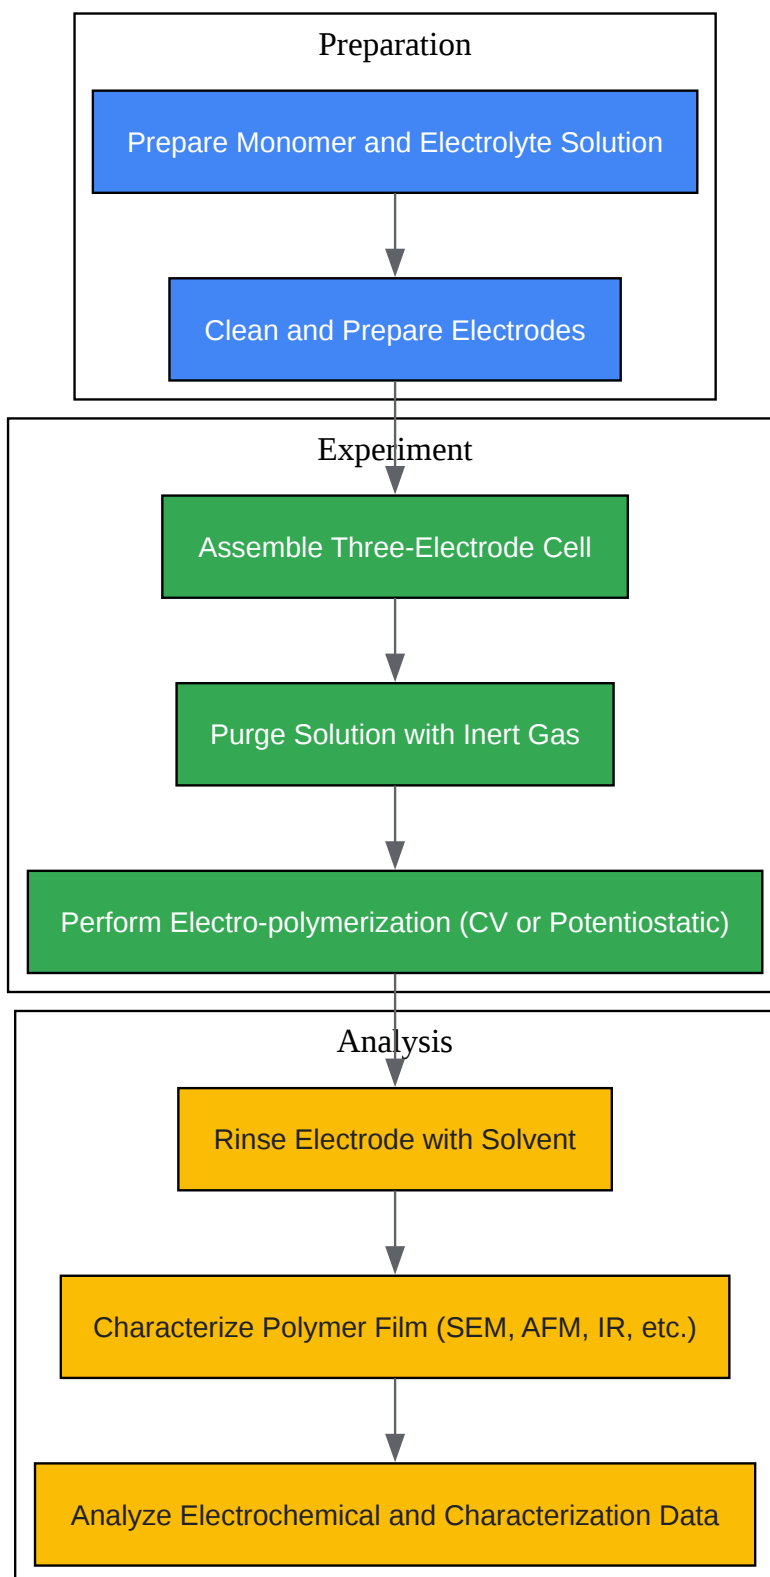 Preparation
Prepare Monomer and Electrolyte Solution
Clean and Prepare Electrodes
Experiment
Assemble Three-Electrode Cell
Purge Solution with Inert Gas
Perform Electro-polymerization (CV or Potentiostatic)
Analysis
Rinse Electrode with Solvent
Characterize Polymer Film (SEM, AFM, IR, etc.)
Analyze Electrochemical and Characterization Data